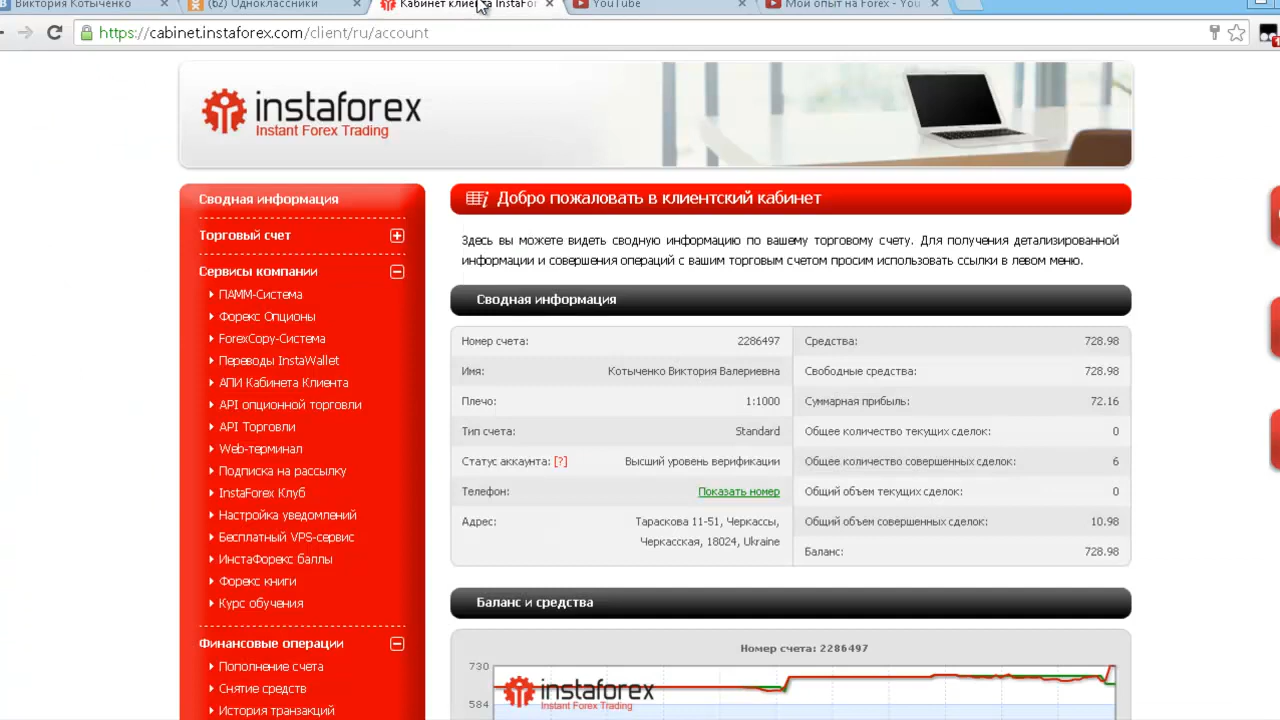 Виктория Котыченко
(62) Одноклассники
Кабинет клиента InstaFor
YouTube
Мой опыт на Forex - You
https://cabinet.instaforex.com/client/ru/account
instaforex
Instant Forex Trading
Сводная информация
Торговый счет
Сервисы компании
ПАММ-Система
Форекс Опционы
ForexCopy-Система
Переводы InstaWallet
АПИ Кабинета Клиента
API опционной торговли
API Торговли
Web-терминал
Подписка на рассылку
InstaForex Клуб
Настройка уведомлений
Бесплатный VPS-сервис
ИнстаФорекс баллы
Форекс книги
Курс обучения
Финансовые операции
Пополнение счета
Снятие средств
История транзакций
Добро пожаловать в клиентский кабинет
Здесь вы можете видеть сводную информацию по вашему торговому счету. Для получения детализированной
информации и совершения операций с вашим торговым счетом просим использовать ссылки в левом меню.
Сводная информация
Номер счета: 2286497
Имя: Котыченко Виктория Валериевна
Плечо: 1:1000
Тип счета: Standard
Статус аккаунта: [?] Высший уровень верификации
Телефон: Показать номер
Адрес: Тараскова 11-51, Черкассы,
Черкасская, 18024, Ukraine
Средства: 728.98
Свободные средства: 728.98
Суммарная прибыль: 72.16
Общее количество текущих сделок: 0
Общее количество совершенных сделок: 6
Общий объем текущих сделок: 0
Общий объем совершенных сделок: 10.98
Баланс: 728.98
Баланс и средства
Номер счета: 2286497
730
584
instaforex
Instant Forex Trading